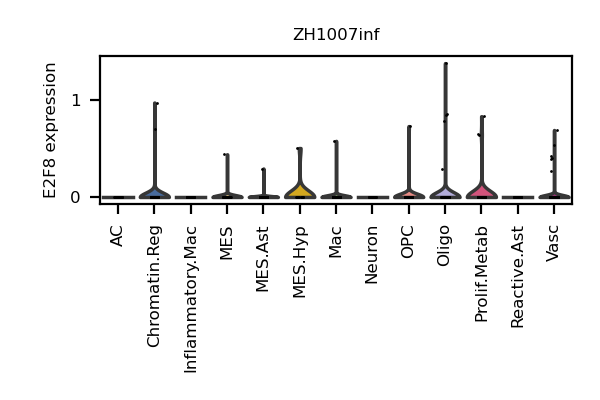 ZH1007inf
E2F8 expression
1
0
AC
Chromatin.Reg
Inflammatory.Mac
MES
MES.Ast
MES.Hyp
Mac
Neuron
OPC
Oligo
Prolif.Metab
Reactive.Ast
Vasc